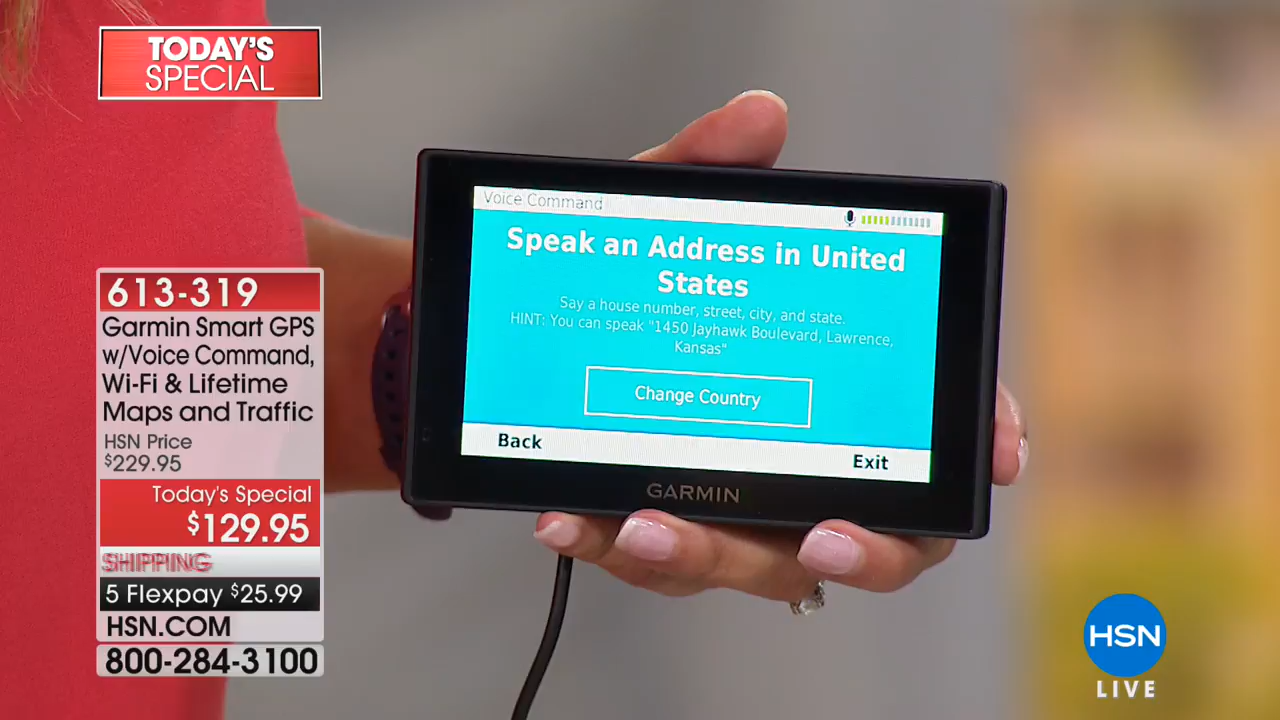 TODAY'S
SPECIAL
613-319
Garmin Smart GPS
w/Voice Command,
Wi-Fi & Lifetime
Maps and Traffic
HSN Price
$229.95
Today's Special
$129.95
SHIPPING
5 Flexpay $25.99
HSN.COM
800-284-3100
Voice Command
Speak an Address in United
States
Say a house number, street, city, and state.
HINT: You can speak "1450 Jayhawk Boulevard, Lawrence,
Kansas"
Change Country
Back
Exit
GARMIN
HSN
LIVE